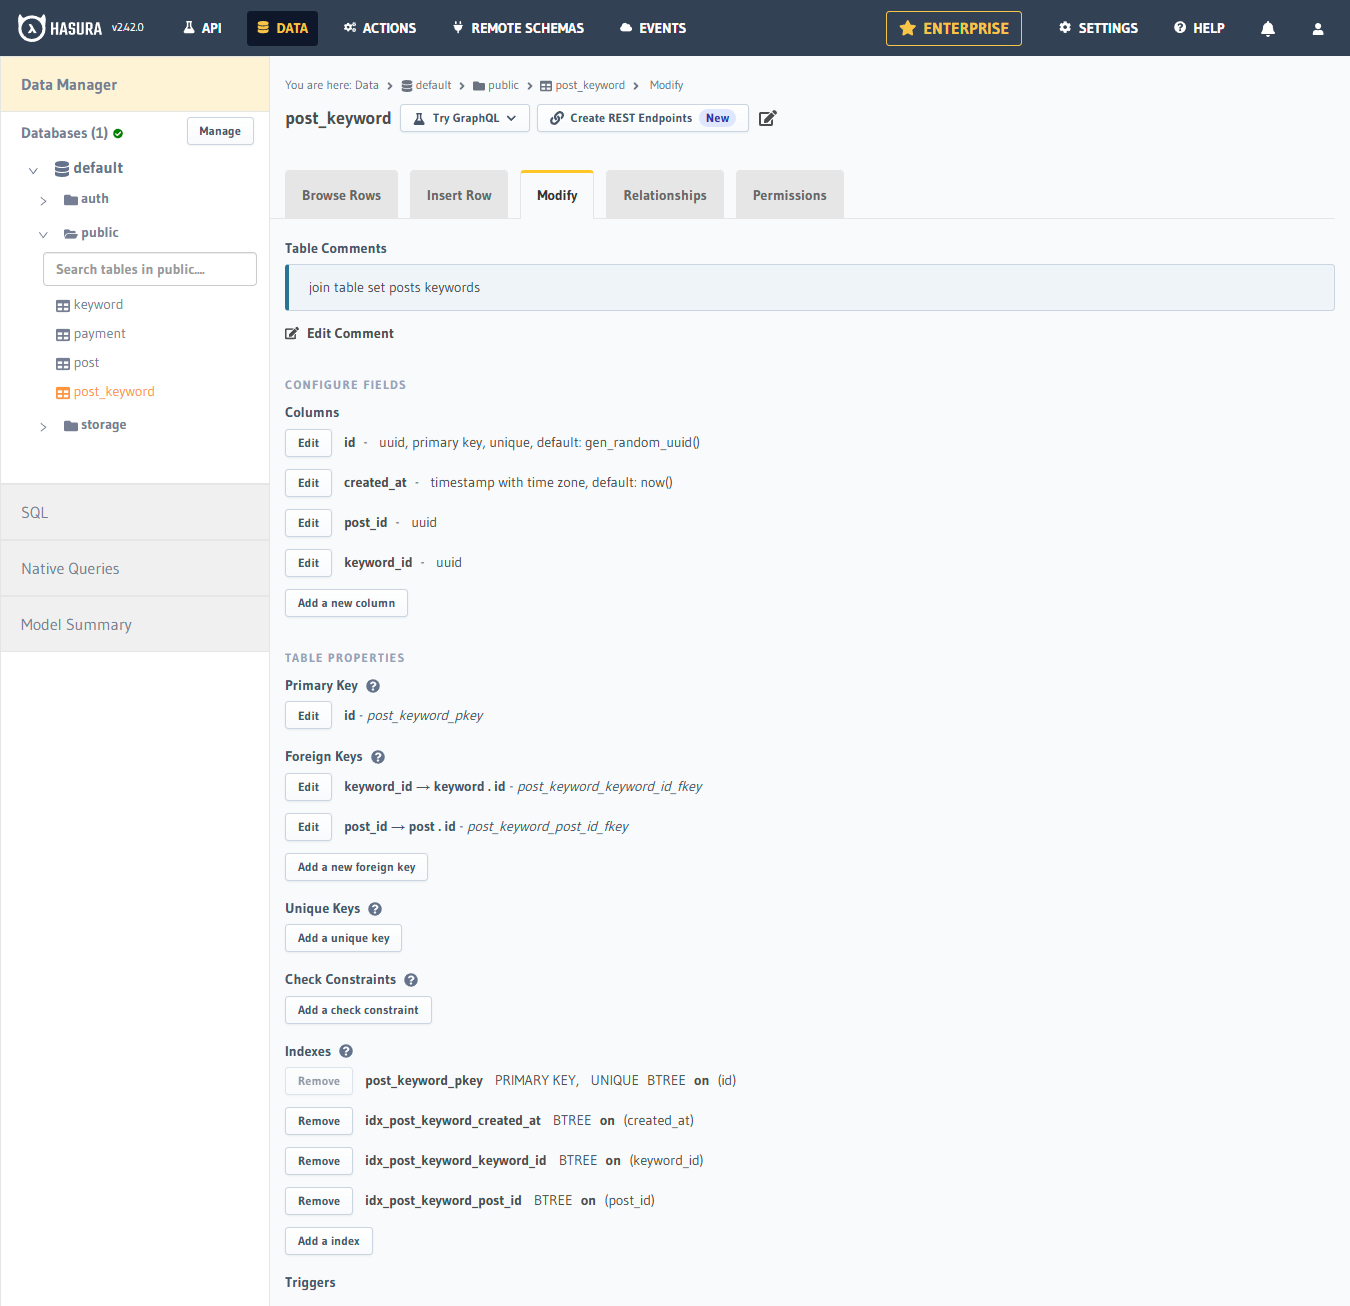 HASURA v2.42.0 API DATA ACTIONS REMOTE SCHEMAS EVENTS ENTERPRISE SETTINGS HELP
Data Manager
Databases (1)
Manage
default
auth
public
Search tables in public....
keyword
payment
post
post_keyword
storage
SQL
Native Queries
Model Summary
You are here: Data > default > public > post_keyword > Modify
post_keyword Try GraphQL Create REST Endpoints New
Browse Rows Insert Row Modify Relationships Permissions
Table Comments
join table set posts keywords
Edit Comment
CONFIGURE FIELDS
Columns
Edit id - uuid, primary key, unique, default: gen_random_uuid()
Edit created_at - timestamp with time zone, default: now()
Edit post_id - uuid
Edit keyword_id - uuid
Add a new column
TABLE PROPERTIES
Primary Key ?
Edit id - post_keyword_pkey
Foreign Keys ?
Edit keyword_id → keyword . id - post_keyword_keyword_id_fkey
Edit post_id → post . id - post_keyword_post_id_fkey
Add a new foreign key
Unique Keys ?
Add a unique key
Check Constraints ?
Add a check constraint
Indexes ?
Remove post_keyword_pkey PRIMARY KEY, UNIQUE BTREE on (id)
Remove idx_post_keyword_created_at BTREE on (created_at)
Remove idx_post_keyword_keyword_id BTREE on (keyword_id)
Remove idx_post_keyword_post_id BTREE on (post_id)
Add a index
Triggers